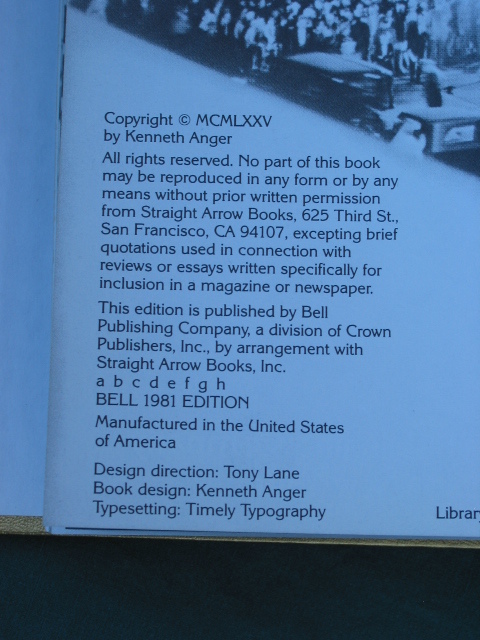 Copyright © MCMLXXV
by Kenneth Anger
All rights reserved. No part of this book
may be reproduced in any form or by any
means without prior written permission
from Straight Arrow Books, 625 Third St.,
San Francisco, CA 94107, excepting brief
quotations used in connection with
reviews or essays written specifically for
inclusion in a magazine or newspaper.
This edition is published by Bell
Publishing Company, a division of Crown
Publishers, Inc., by arrangement with
Straight Arrow Books, Inc.
a b c d e f g h
BELL 1981 EDITION
Manufactured in the United States
of America
Design direction: Tony Lane
Book design: Kenneth Anger
Typesetting: Timely Typography
Library